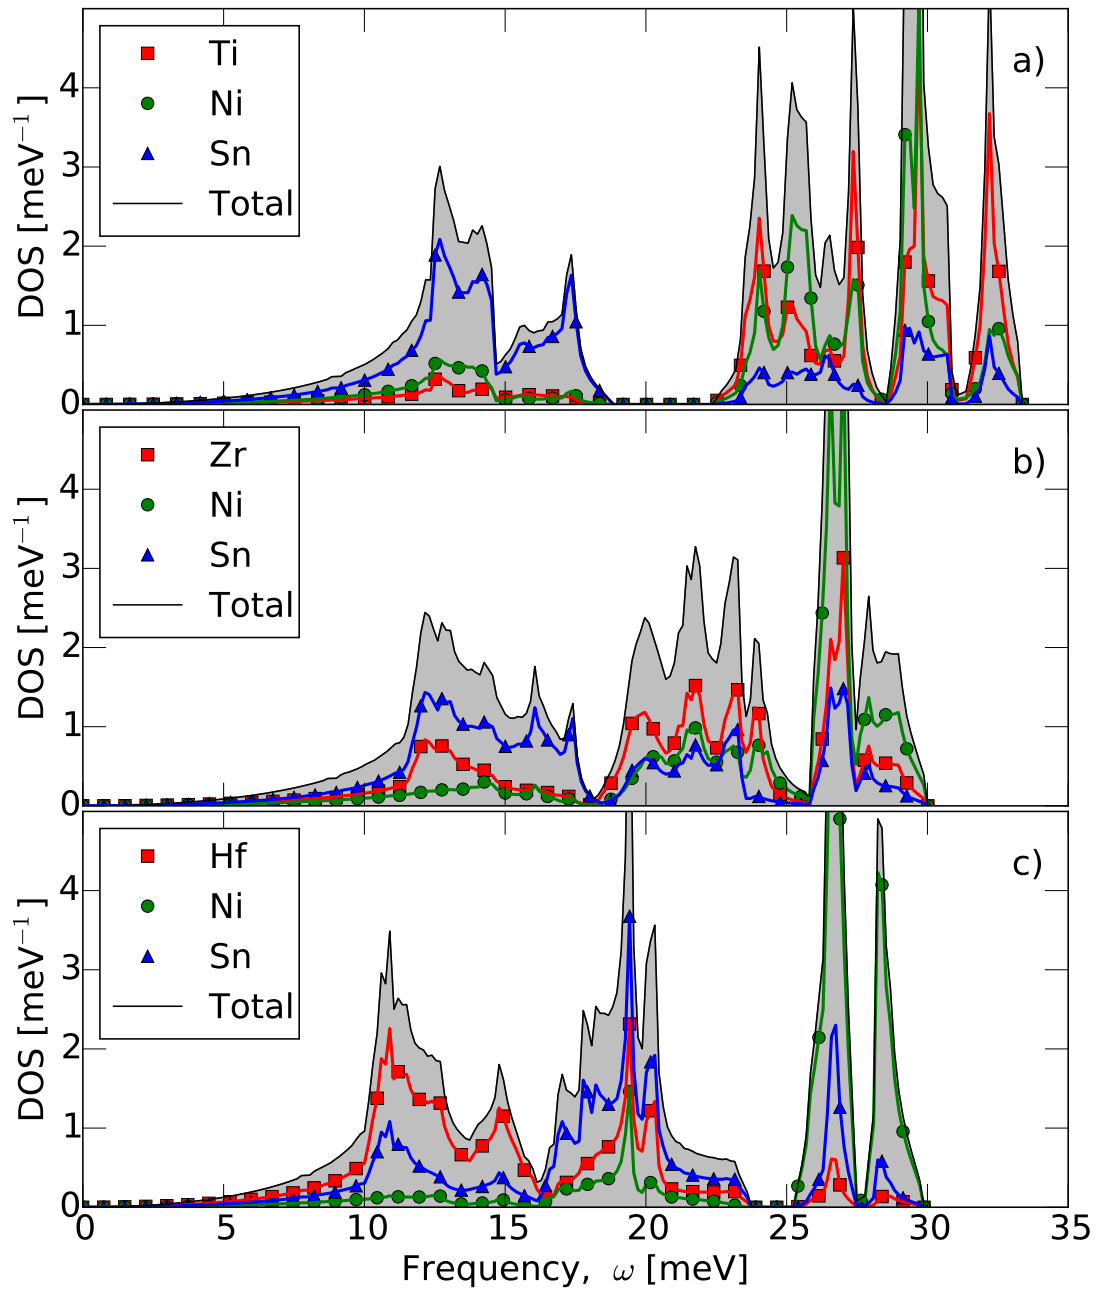 a)
Ti
Ni
Sn
Total
DOS [meV⁻¹]
4
3
2
1
0
b)
Zr
Ni
Sn
Total
DOS [meV⁻¹]
4
3
2
1
0
c)
Hf
Ni
Sn
Total
DOS [meV⁻¹]
4
3
2
1
0
0 5 10 15 20 25 30 35
Frequency, ω [meV]